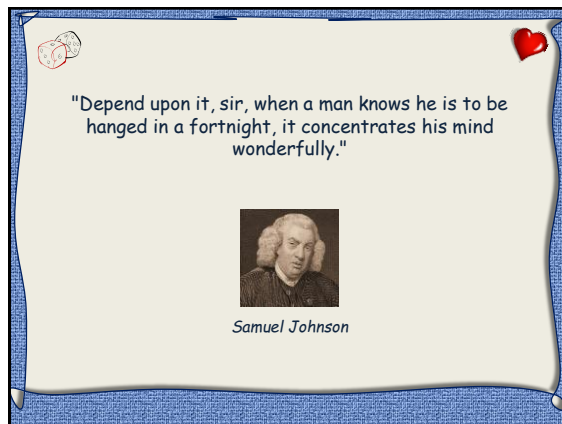 "Depend upon it, sir, when a man knows he is to be
hanged in a fortnight, it concentrates his mind
wonderfully."
Samuel Johnson